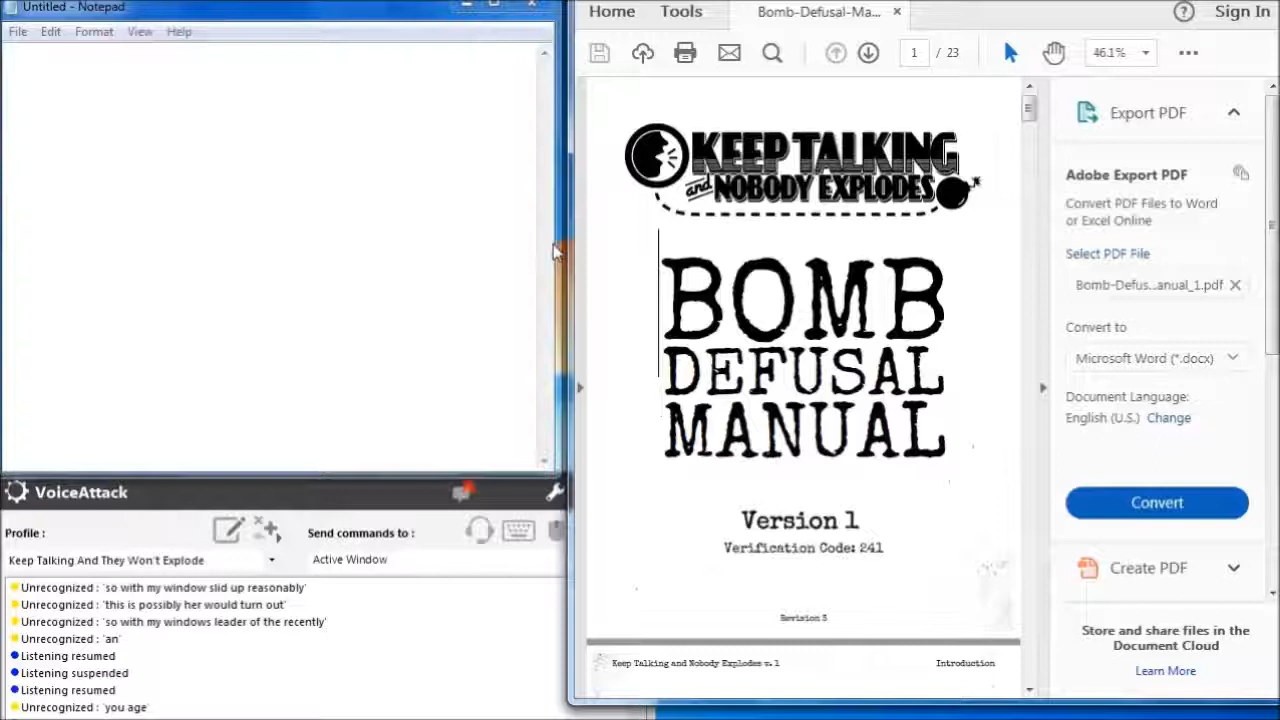 Untitled - Notepad
File Edit Format View Help
Home Tools Bomb-Defusal-Ma... × Sign In
1 / 23 46.1%
KEEP TALKING
and NOBODY EXPLODES
BOMB
DEFUSAL
MANUAL
Version 1
Verification Code: 241
Revision 3
Keep Talking and Nobody Explodes v. 1 Introduction
Export PDF
Adobe Export PDF
Convert PDF Files to Word
or Excel Online
Select PDF File
Bomb-Defus...anual_1.pdf ×
Convert to
Microsoft Word (*.docx)
Document Language:
English (U.S.) Change
Convert
Create PDF
Store and share files in the
Document Cloud
Learn More
VoiceAttack
Profile : Send commands to :
Keep Talking And They Won't Explode Active Window
Unrecognized : 'so with my window slid up reasonably'
Unrecognized : 'this is possibly her would turn out'
Unrecognized : 'so with my windows leader of the recently'
Unrecognized : 'an'
Listening resumed
Listening suspended
Listening resumed
Unrecognized : 'you age'